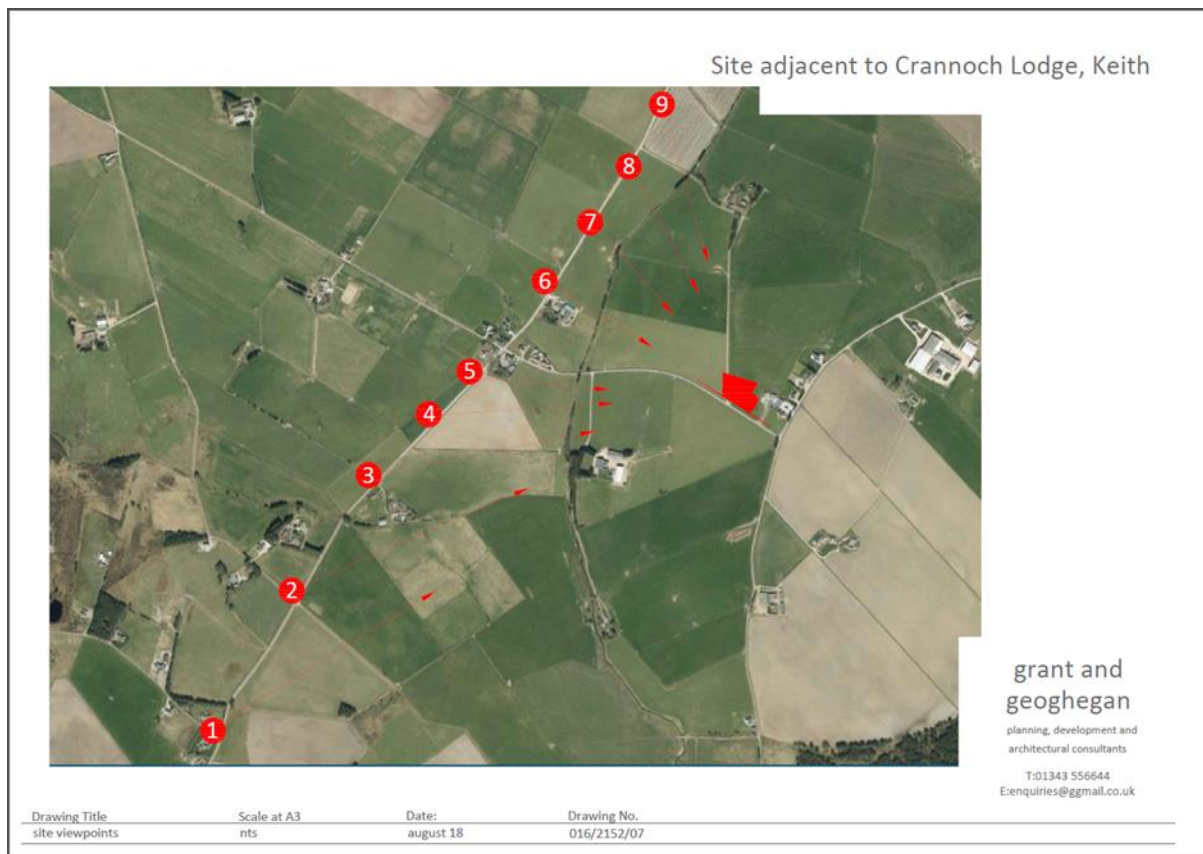 Site adjacent to Crannoch Lodge, Keith
9
8
7
6
5
4
3
2
1
grant and
geoghegan
planning, development and
architectural consultants
T:01343 556644
E:enquiries@ggmail.co.uk
Drawing Title Scale at A3 Date: Drawing No.
site viewpoints nts august 18 016/2152/07